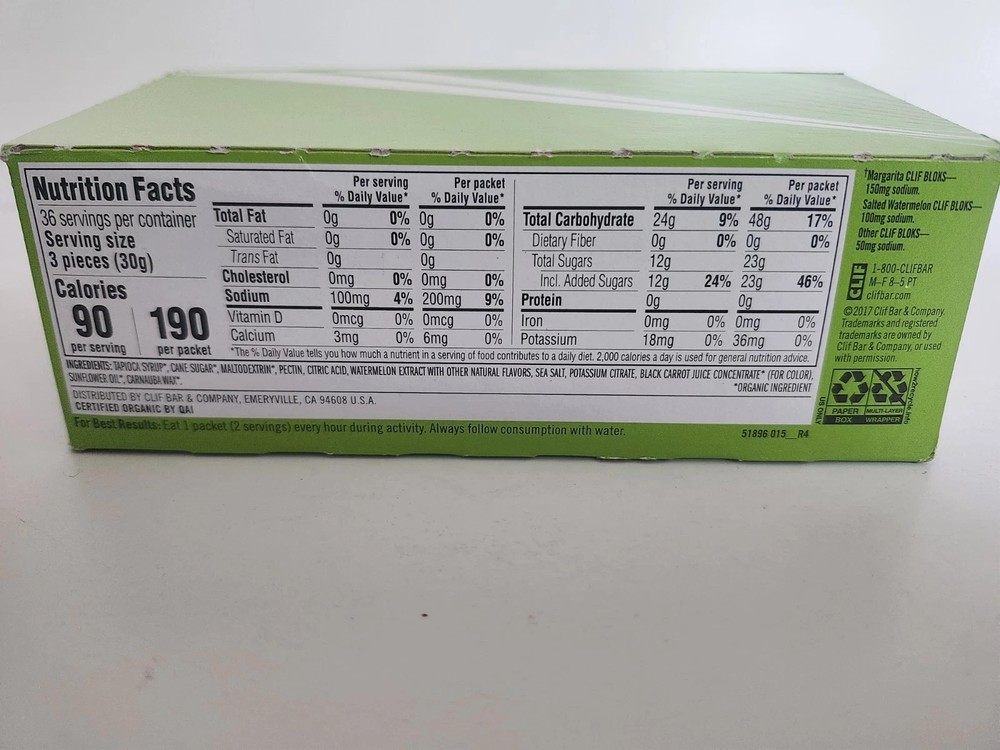 Nutrition Facts
36 servings per container
Serving size
3 pieces (30g)
Calories
90 190
per serving per packet
Per serving Per packet
% Daily Value* % Daily Value*
Total Fat 0g 0% 0g 0%
Saturated Fat 0g 0% 0g 0%
Trans Fat 0g 0g
Cholesterol 0mg 0% 0mg 0%
Sodium 100mg 4% 200mg 9%
Vitamin D 0mcg 0% 0mcg 0%
Calcium 3mg 0% 6mg 0%
Per serving Per packet
% Daily Value* % Daily Value*
Total Carbohydrate 24g 9% 48g 17%
Dietary Fiber 0g 0% 0g 0%
Total Sugars 12g 23g
Incl. Added Sugars 12g 24% 23g 46%
Protein 0g 0g
Iron 0mg 0% 0mg 0%
Potassium 18mg 0% 36mg 0%
*The % Daily Value tells you how much a nutrient in a serving of food contributes to a daily diet. 2,000 calories a day is used for general nutrition advice.
INGREDIENTS: TAPIOCA SYRUP*, CANE SUGAR*, MALTODEXTRIN*, PECTIN, CITRIC ACID, WATERMELON EXTRACT WITH OTHER NATURAL FLAVORS, SEA SALT, POTASSIUM CITRATE, BLACK CARROT JUICE CONCENTRATE* (FOR COLOR),
SUNFLOWER OIL*, CARNAUBA WAX*.
*ORGANIC INGREDIENT
DISTRIBUTED BY CLIF BAR & COMPANY, EMERYVILLE, CA 94608 U.S.A.
CERTIFIED ORGANIC BY QAI
For Best Results: Eat 1 packet (2 servings) every hour during activity. Always follow consumption with water.
51896 015__R4
†Margarita CLIF BLOKS—
150mg sodium.
Salted Watermelon CLIF BLOKS—
100mg sodium.
Other CLIF BLOKS—
50mg sodium.
CLIF
1-800-CLIFBAR
M–F 8–5 PT
clifbar.com
©2017 Clif Bar & Company.
Trademarks and registered
trademarks are owned by
Clif Bar & Company, or used
with permission.
US ONLY
PAPER
BOX
MULTI-LAYER
WRAPPER
how2recycle.info